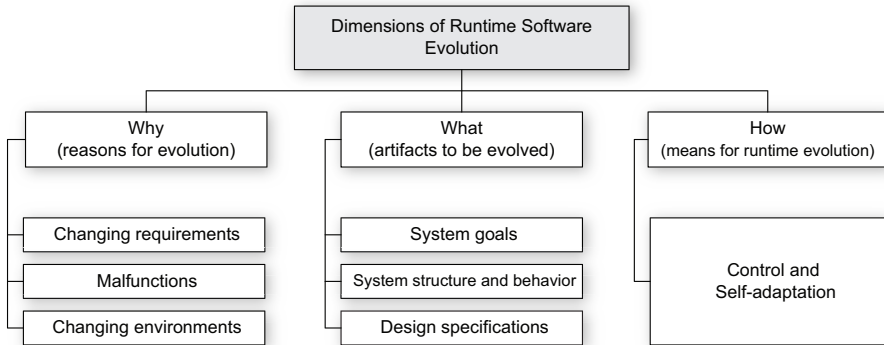 Dimensions of Runtime Software
Evolution
Why
(reasons for evolution)
Changing requirements
Malfunctions
Changing environments
What
(artifacts to be evolved)
System goals
System structure and behavior
Design specifications
How
(means for runtime evolution)
Control and
Self-adaptation